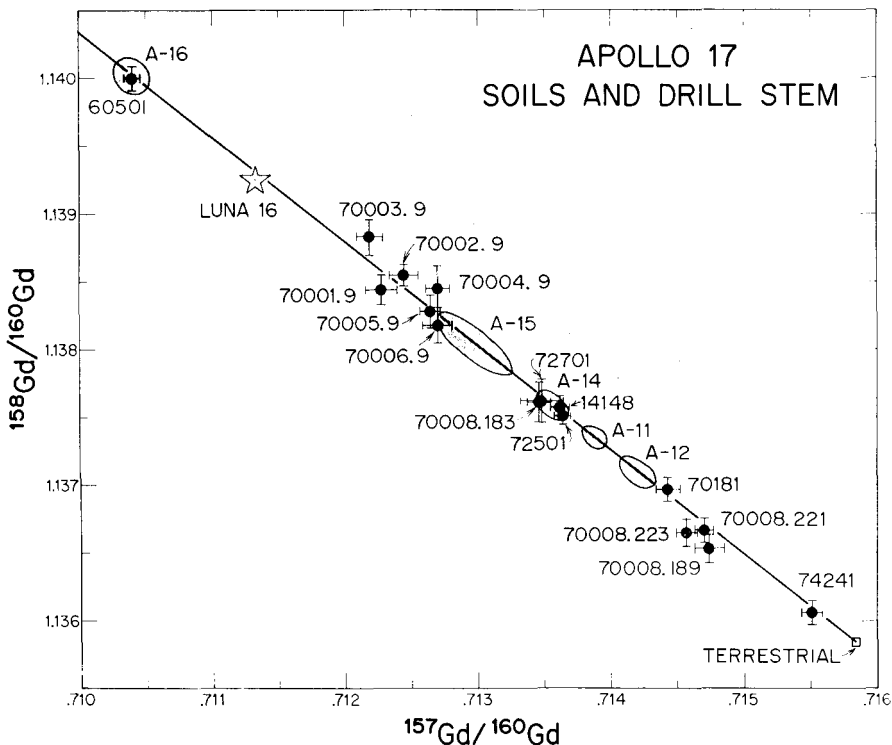 APOLLO 17
SOILS AND DRILL STEM
A-16
1.140
60501
LUNA 16
1.139
70003.9
70002.9
70001.9
70004.9
70005.9
A-15
70006.9
1.138
72701
A-14
14148
70008.183
72501
A-11
A-12
1.137
70181
70008.221
70008.223
70008.189
74241
1.136
TERRESTRIAL
.710
.711
.712
.713
.714
.715
.716
158Gd/160Gd
157Gd/160Gd